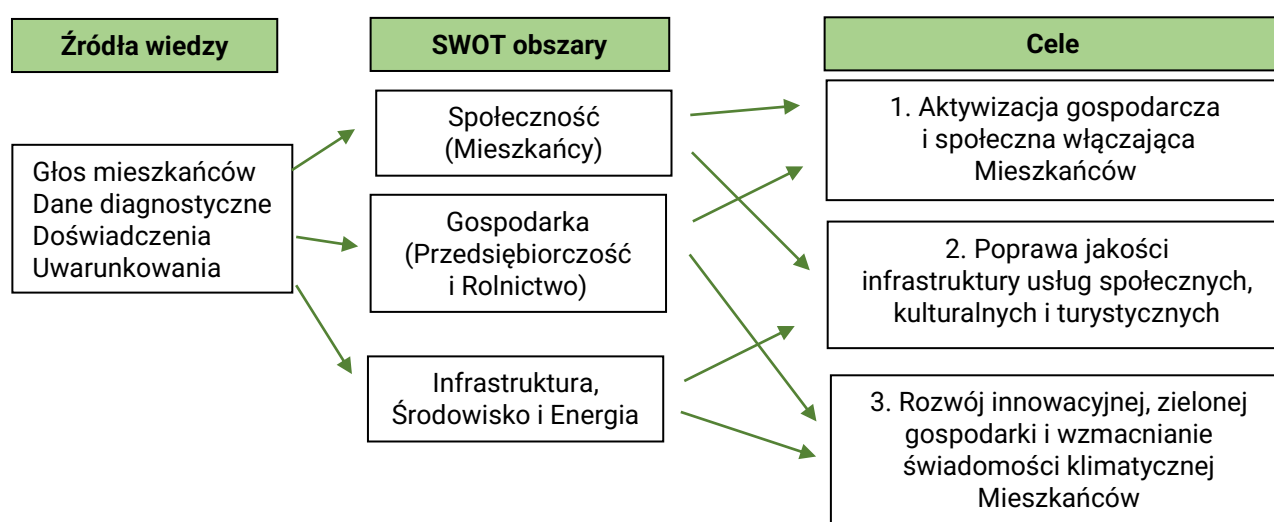 Źródła wiedzy
SWOT obszary
Cele
Głos mieszkańców
Dane diagnostyczne
Doświadczenia
Uwarunkowania
Społeczność
(Mieszkańcy)
Gospodarka
(Przedsiębiorczość
i Rolnictwo)
Infrastruktura,
Środowisko i Energia
1. Aktywizacja gospodarcza
i społeczna włączająca
Mieszkańców
2. Poprawa jakości
infrastruktury usług społecznych,
kulturalnych i turystycznych
3. Rozwój innowacyjnej, zielonej
gospodarki i wzmacnianie
świadomości klimatycznej
Mieszkańców